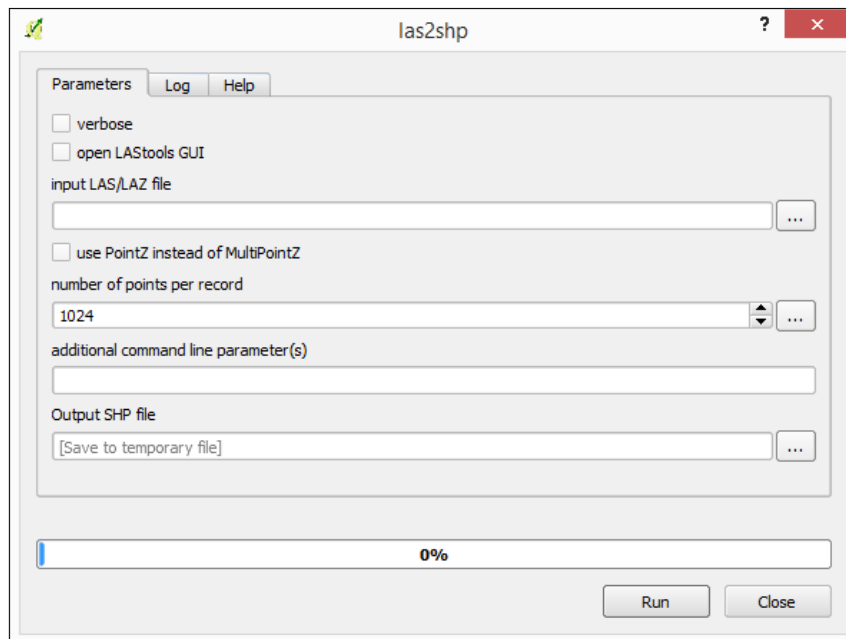 las2shp
?
×
Parameters Log Help
verbose
open LAStools GUI
input LAS/LAZ file
...
use PointZ instead of MultiPointZ
number of points per record
1024
...
additional command line parameter(s)
Output SHP file
[Save to temporary file]
...
0%
Run Close